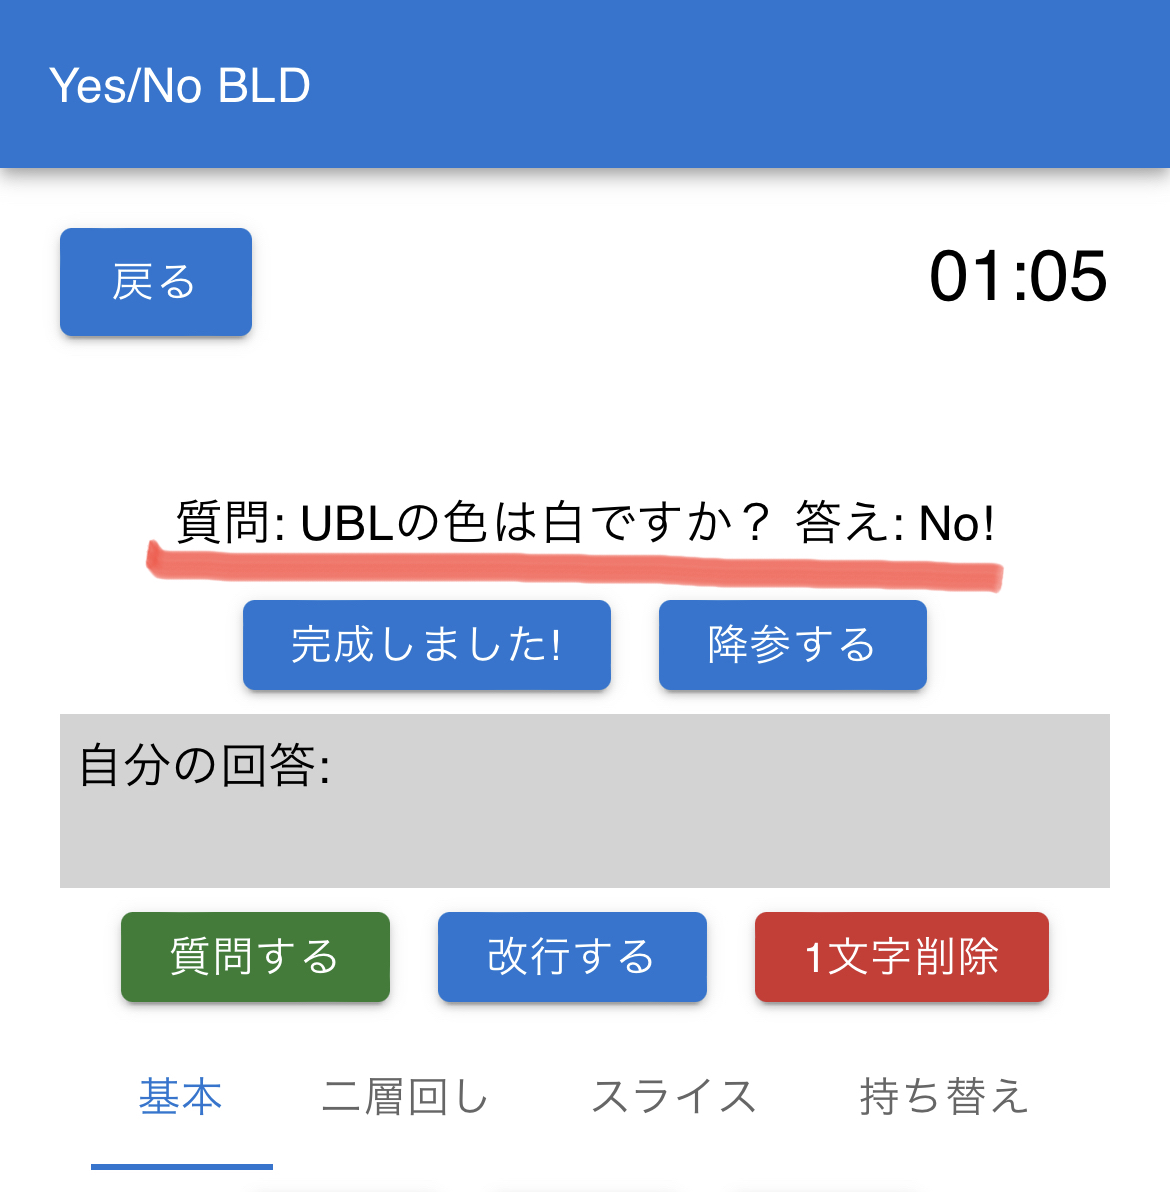 Yes/No BLD
戻る
01:05
質問: UBLの色は白ですか？ 答え: No!
完成しました!
降参する
自分の回答:
質問する
改行する
1文字削除
基本
二層回し
スライス
持ち替え